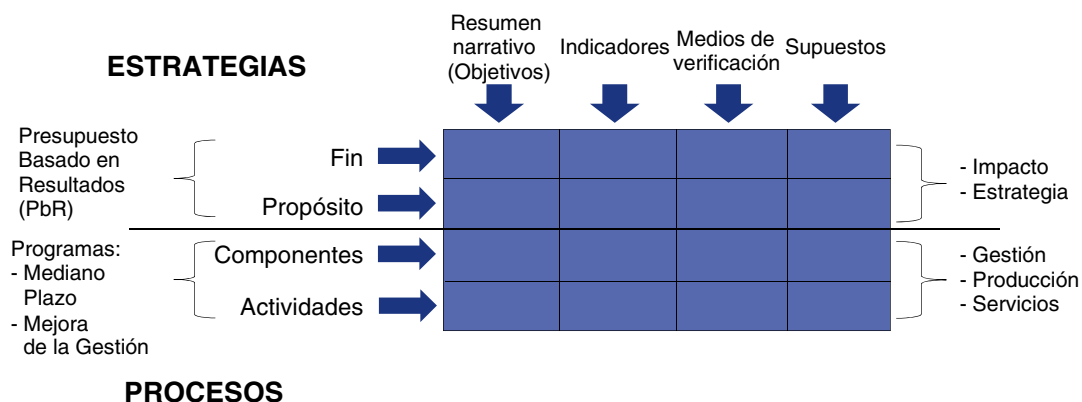 ESTRATEGIAS
Resumen
narrativo
(Objetivos)
Indicadores
Medios de
verificación
Supuestos
Presupuesto
Basado en
Resultados
(PbR)
Fin
Propósito
- Impacto
- Estrategia
Programas:
- Mediano
Plazo
- Mejora
de la Gestión
Componentes
Actividades
- Gestión
- Producción
- Servicios
PROCESOS